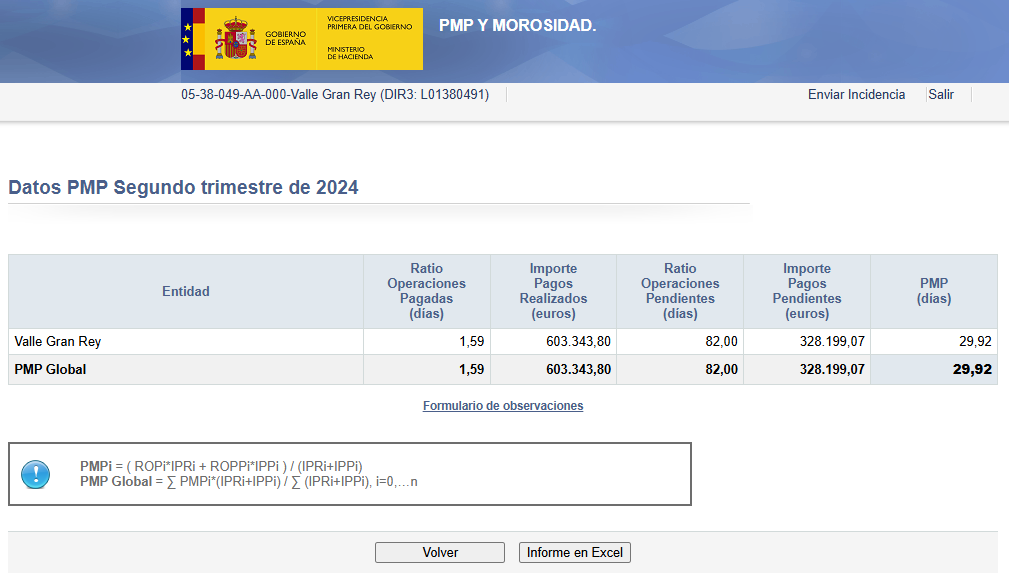 GOBIERNO
DE ESPAÑA
VICEPRESIDENCIA
PRIMERA DEL GOBIERNO
MINISTERIO
DE HACIENDA
PMP Y MOROSIDAD.
05-38-049-AA-000-Valle Gran Rey (DIR3: L01380491)
Enviar Incidencia
Salir
Datos PMP Segundo trimestre de 2024
Entidad
Ratio
Operaciones
Pagadas
(días)
Importe
Pagos
Realizados
(euros)
Ratio
Operaciones
Pendientes
(días)
Importe
Pagos
Pendientes
(euros)
PMP
(días)
Valle Gran Rey 1,59 603.343,80 82,00 328.199,07 29,92
PMP Global 1,59 603.343,80 82,00 328.199,07 29,92
Formulario de observaciones
PMPi = ( ROPi*IPRi + ROPPi*IPPi ) / (IPRi+IPPi)
PMP Global = ∑ PMPi*(IPRi+IPPi) / ∑ (IPRi+IPPi), i=0,...n
Volver
Informe en Excel